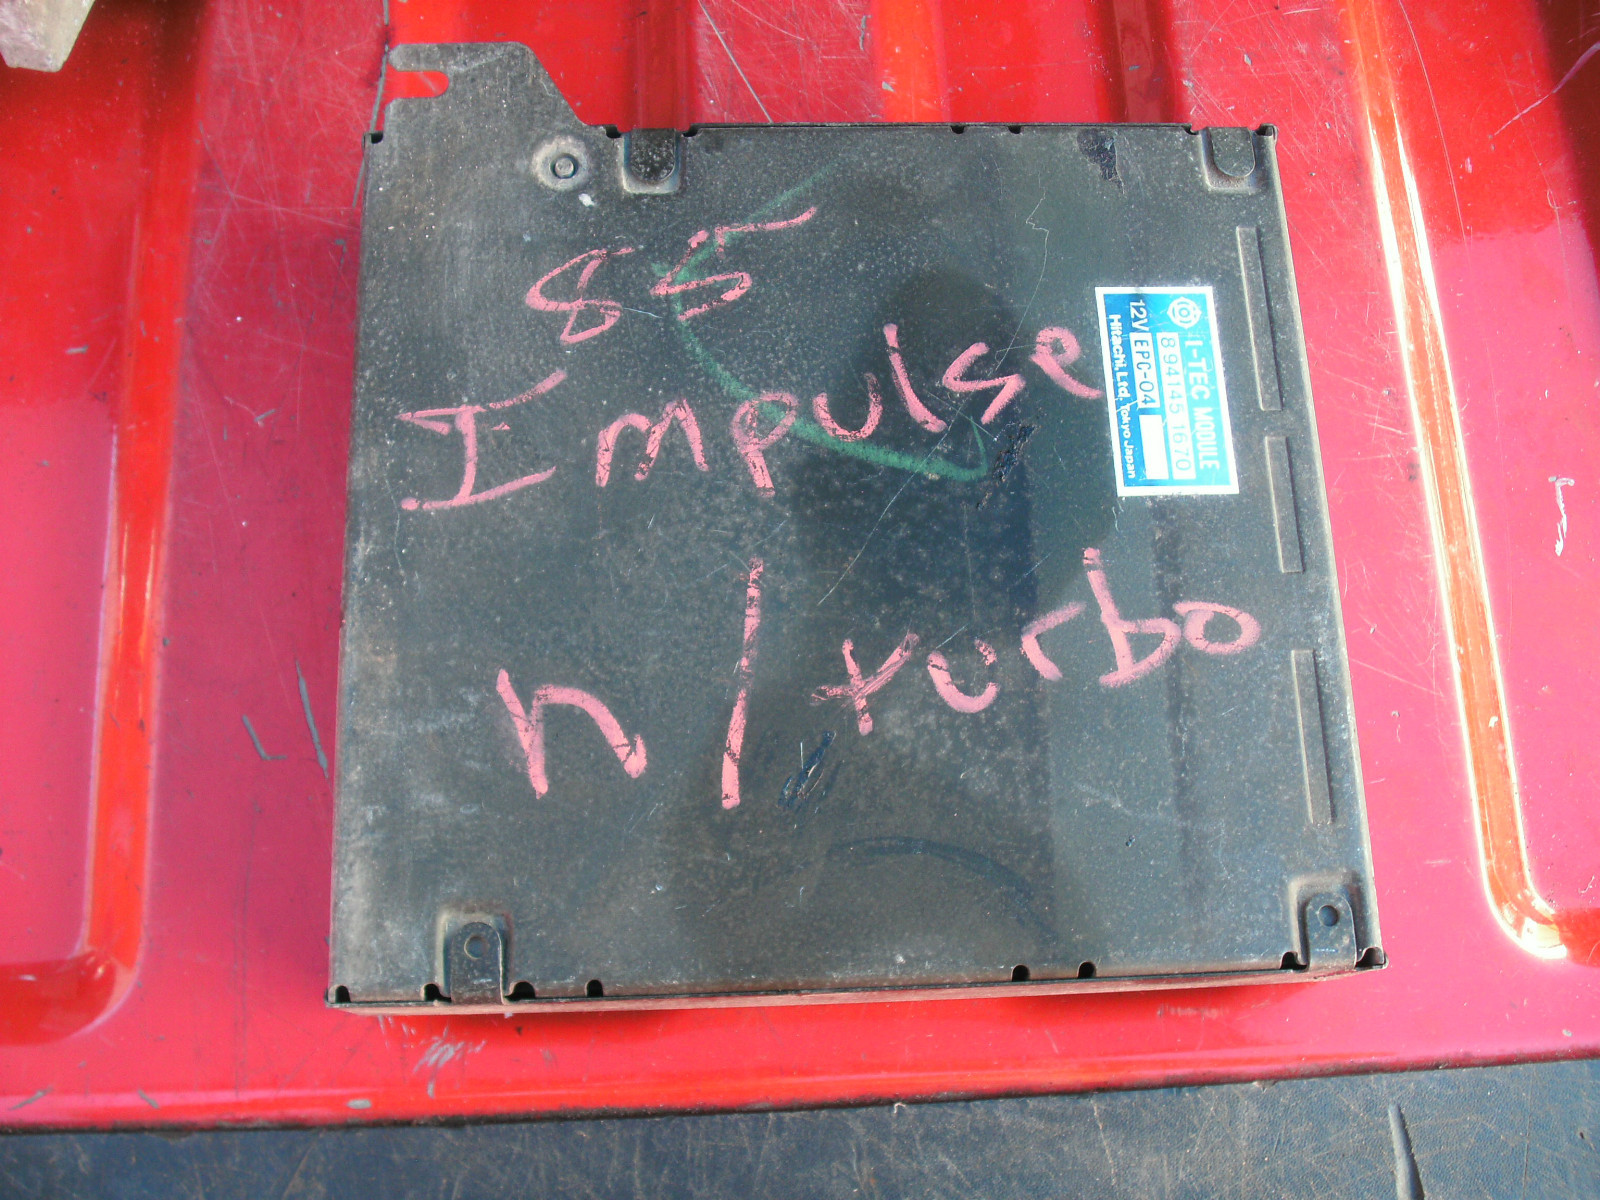 85
Impulse
n/turbo
I-TEC MODULE
8 94145 1670
12V EPC-04
Hitachi, Ltd. Tokyo Japan